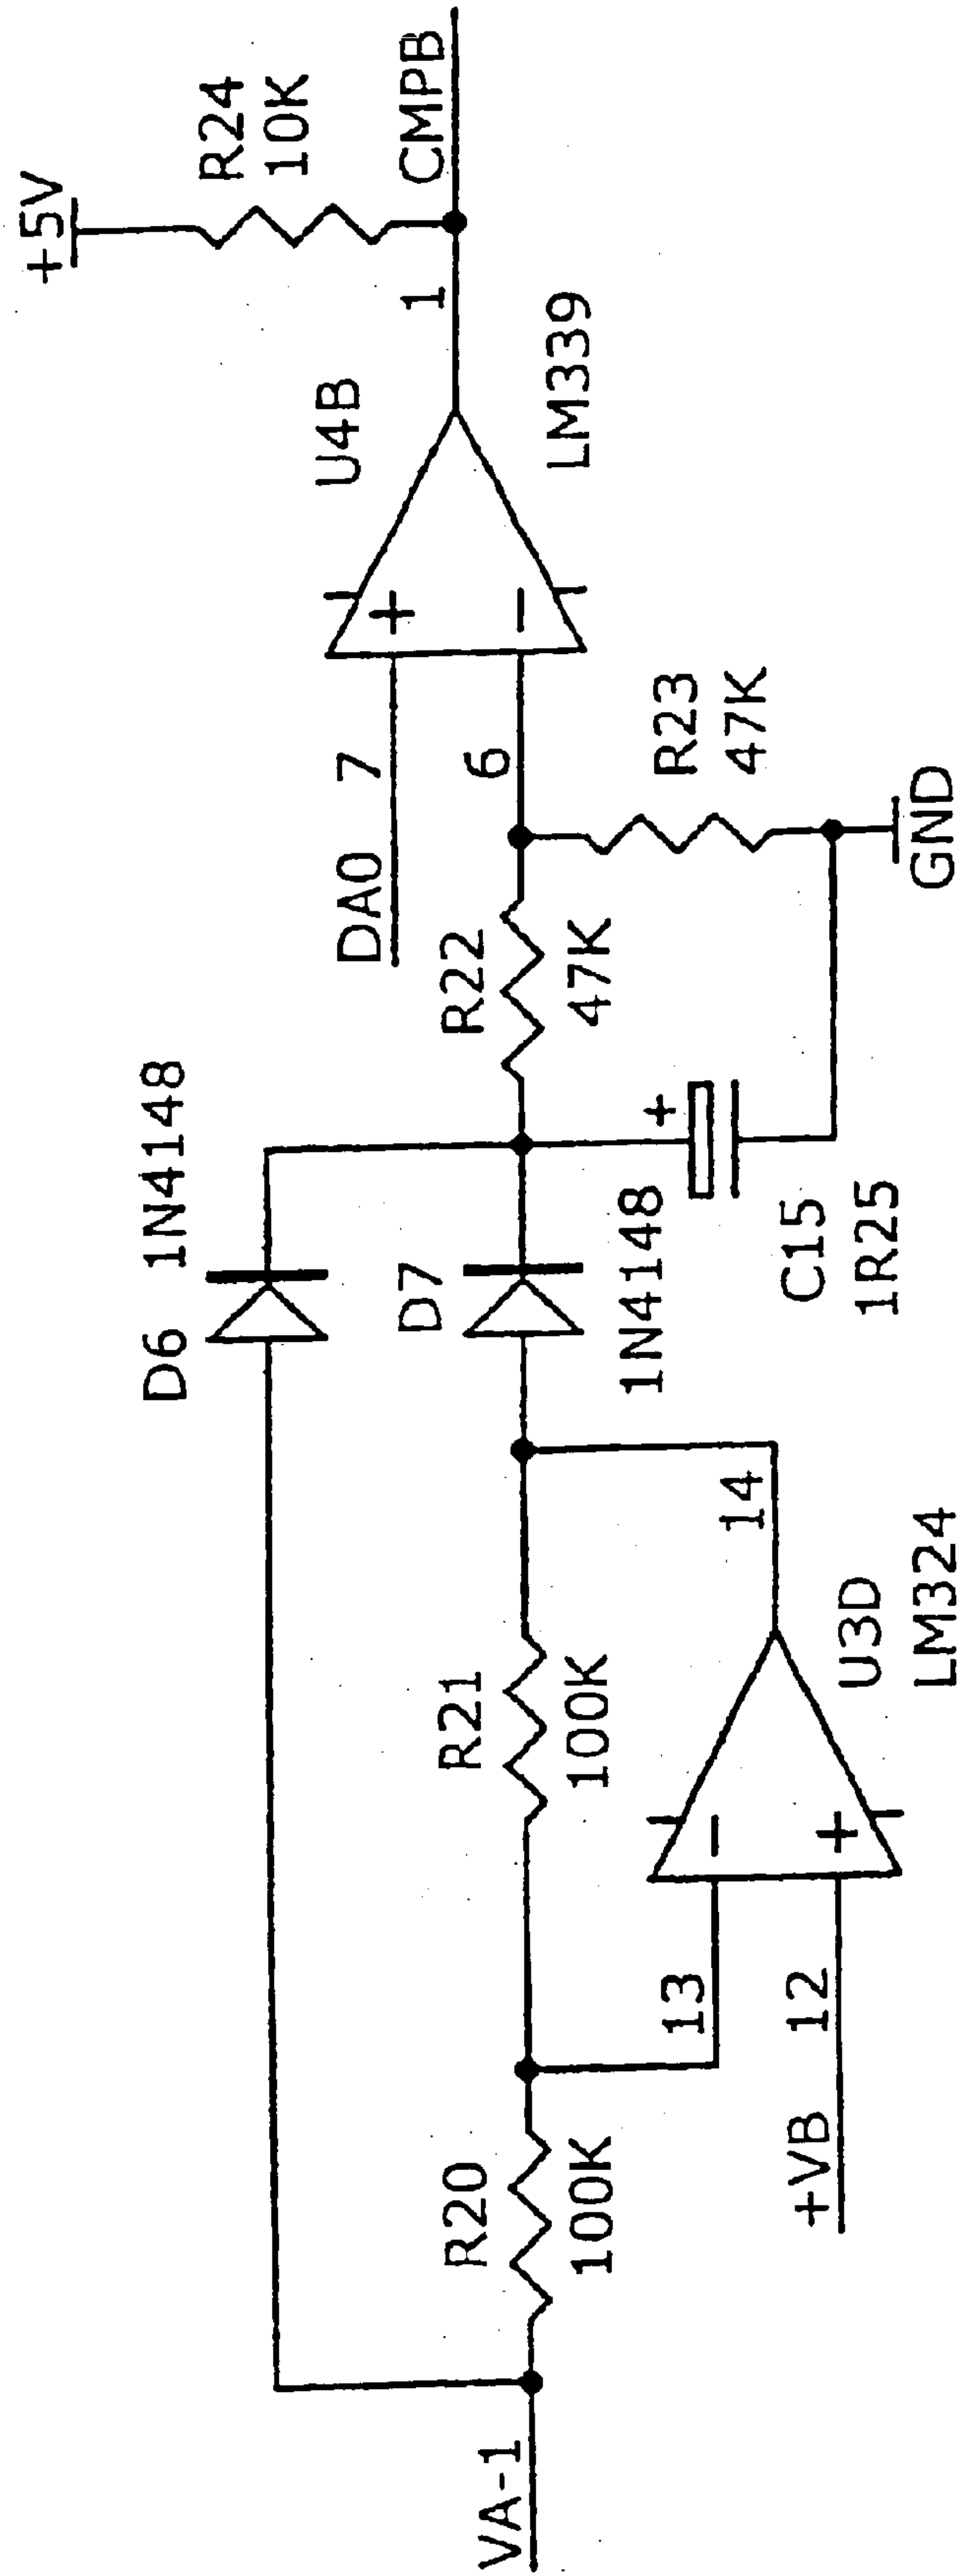 VA-1
R20
100K
+VB
12
13
R21
100K
14
U3D
LM324
D6
1N4148
D7
1N4148
+
C15
1R25
R22
47K
DA0
7
6
R23
47K
GND
+
-
-
+
U4B
LM339
1
+5V
R24
10K
CMPB